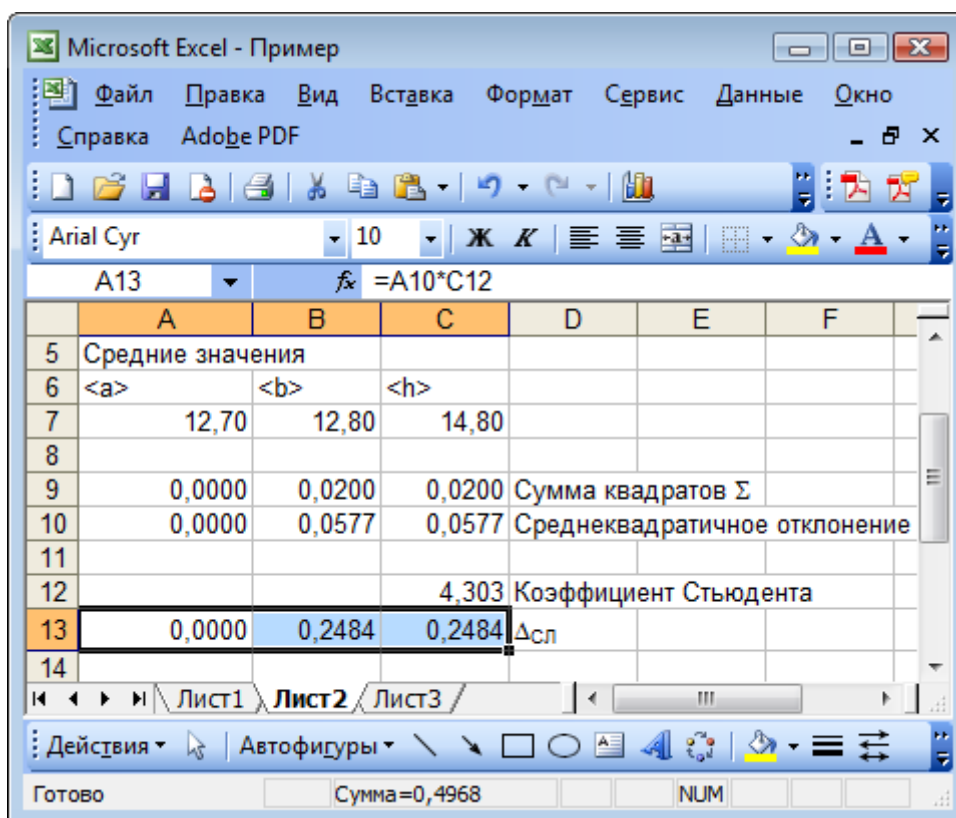 Microsoft Excel - Пример
Файл Правка Вид Вставка Формат Сервис Данные Окно
Справка Adobe PDF
Arial Cyr 10 Ж К
A13 fx =A10*C12
A B C D E F
5 Средние значения
6 <a> <b> <h>
7 12,70 12,80 14,80
8
9 0,0000 0,0200 0,0200 Сумма квадратов Σ
10 0,0000 0,0577 0,0577 Среднеквадратичное отклонение
11
12 4,303 Коэффициент Стьюдента
13 0,0000 0,2484 0,2484 Δсл
14
Лист1 Лист2 Лист3
Действия Автофигуры
Готово Сумма=0,4968 NUM